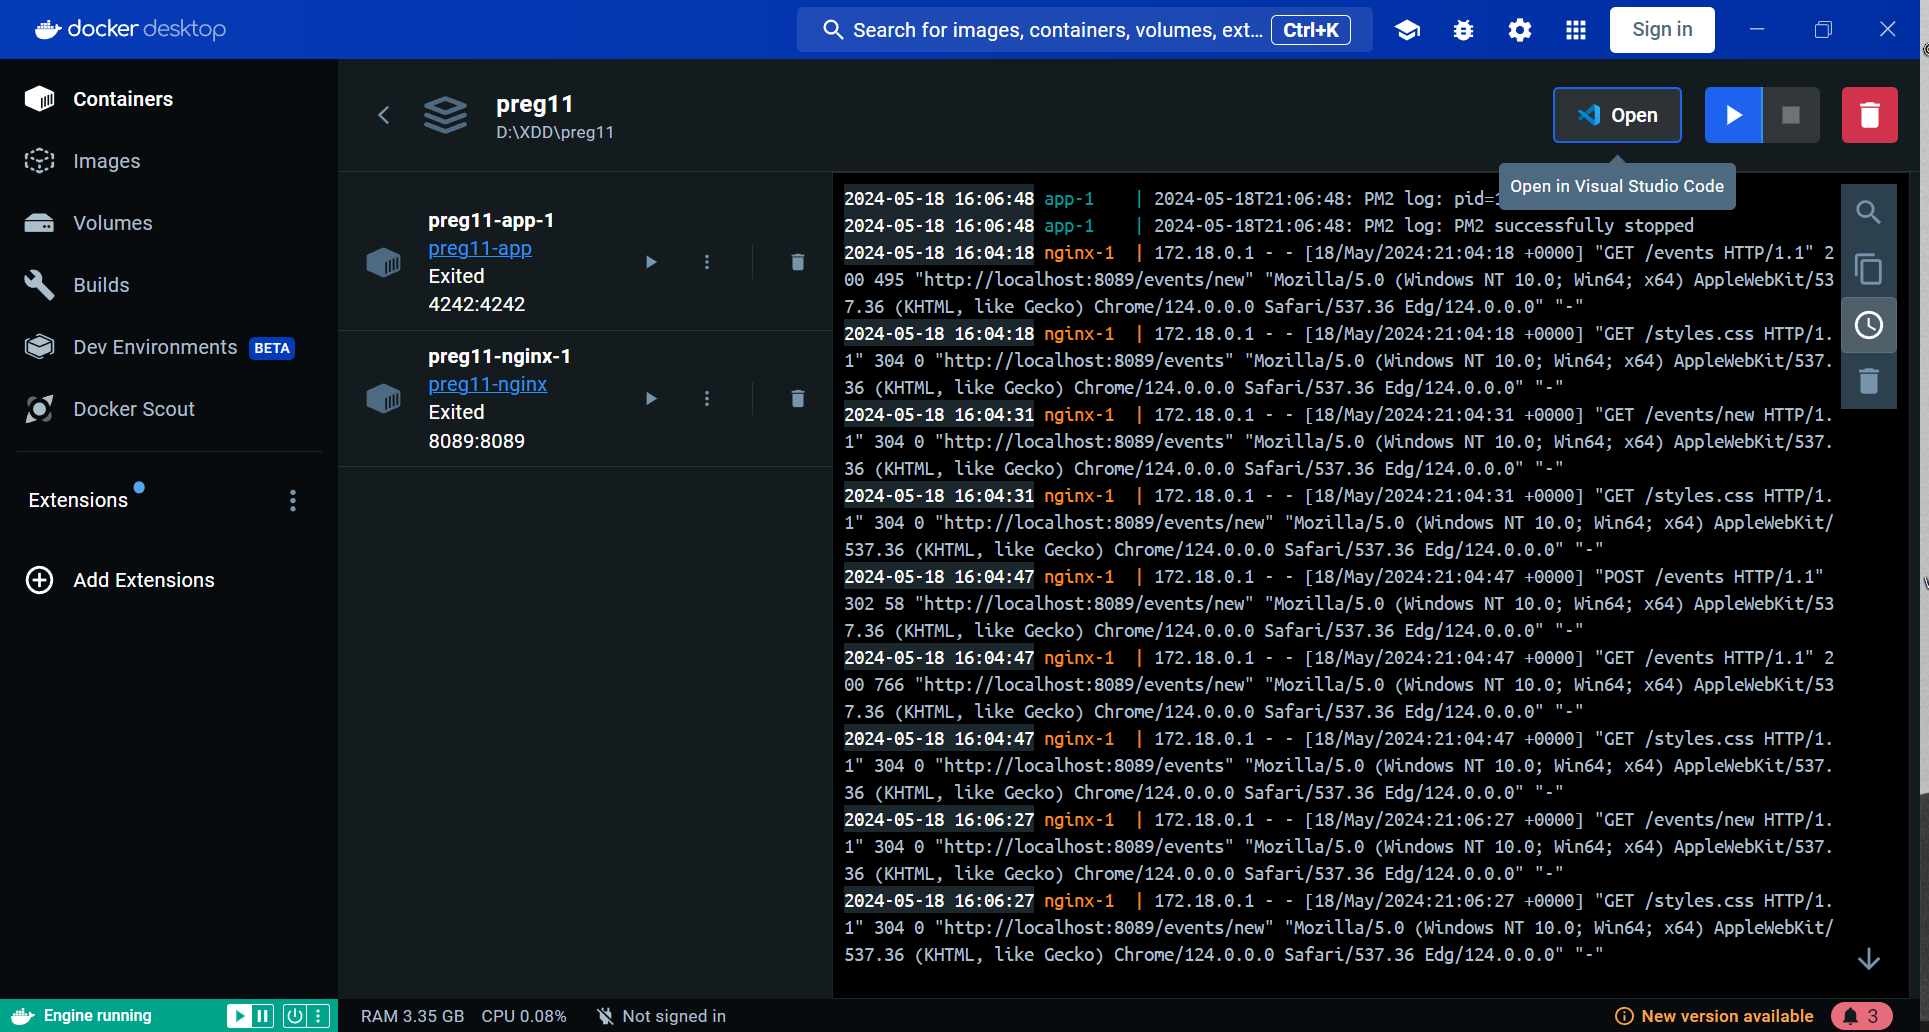 docker desktop
Search for images, containers, volumes, ext... Ctrl+K
Sign in
Containers
Images
Volumes
Builds
Dev Environments BETA
Docker Scout
Extensions
Add Extensions
preg11
D:\XDD\preg11
Open
Open in Visual Studio Code
preg11-app-1
preg11-app
Exited
4242:4242
preg11-nginx-1
preg11-nginx
Exited
8089:8089
2024-05-18 16:06:48 app-1 | 2024-05-18T21:06:48: PM2 log: pid=
2024-05-18 16:06:48 app-1 | 2024-05-18T21:06:48: PM2 log: PM2 successfully stopped
2024-05-18 16:04:18 nginx-1 | 172.18.0.1 - - [18/May/2024:21:04:18 +0000] "GET /events HTTP/1.1" 2
00 495 "http://localhost:8089/events/new" "Mozilla/5.0 (Windows NT 10.0; Win64; x64) AppleWebKit/53
7.36 (KHTML, like Gecko) Chrome/124.0.0.0 Safari/537.36 Edg/124.0.0.0" "-"
2024-05-18 16:04:18 nginx-1 | 172.18.0.1 - - [18/May/2024:21:04:18 +0000] "GET /styles.css HTTP/1.
1" 304 0 "http://localhost:8089/events" "Mozilla/5.0 (Windows NT 10.0; Win64; x64) AppleWebKit/537.
36 (KHTML, like Gecko) Chrome/124.0.0.0 Safari/537.36 Edg/124.0.0.0" "-"
2024-05-18 16:04:31 nginx-1 | 172.18.0.1 - - [18/May/2024:21:04:31 +0000] "GET /events/new HTTP/1.
1" 304 0 "http://localhost:8089/events" "Mozilla/5.0 (Windows NT 10.0; Win64; x64) AppleWebKit/537.
36 (KHTML, like Gecko) Chrome/124.0.0.0 Safari/537.36 Edg/124.0.0.0" "-"
2024-05-18 16:04:31 nginx-1 | 172.18.0.1 - - [18/May/2024:21:04:31 +0000] "GET /styles.css HTTP/1.
1" 304 0 "http://localhost:8089/events/new" "Mozilla/5.0 (Windows NT 10.0; Win64; x64) AppleWebKit/
537.36 (KHTML, like Gecko) Chrome/124.0.0.0 Safari/537.36 Edg/124.0.0.0" "-"
2024-05-18 16:04:47 nginx-1 | 172.18.0.1 - - [18/May/2024:21:04:47 +0000] "POST /events HTTP/1.1"
302 58 "http://localhost:8089/events/new" "Mozilla/5.0 (Windows NT 10.0; Win64; x64) AppleWebKit/53
7.36 (KHTML, like Gecko) Chrome/124.0.0.0 Safari/537.36 Edg/124.0.0.0" "-"
2024-05-18 16:04:47 nginx-1 | 172.18.0.1 - - [18/May/2024:21:04:47 +0000] "GET /events HTTP/1.1" 2
00 766 "http://localhost:8089/events/new" "Mozilla/5.0 (Windows NT 10.0; Win64; x64) AppleWebKit/53
7.36 (KHTML, like Gecko) Chrome/124.0.0.0 Safari/537.36 Edg/124.0.0.0" "-"
2024-05-18 16:04:47 nginx-1 | 172.18.0.1 - - [18/May/2024:21:04:47 +0000] "GET /styles.css HTTP/1.
1" 304 0 "http://localhost:8089/events" "Mozilla/5.0 (Windows NT 10.0; Win64; x64) AppleWebKit/537.
36 (KHTML, like Gecko) Chrome/124.0.0.0 Safari/537.36 Edg/124.0.0.0" "-"
2024-05-18 16:06:27 nginx-1 | 172.18.0.1 - - [18/May/2024:21:06:27 +0000] "GET /events/new HTTP/1.
1" 304 0 "http://localhost:8089/events" "Mozilla/5.0 (Windows NT 10.0; Win64; x64) AppleWebKit/537.
36 (KHTML, like Gecko) Chrome/124.0.0.0 Safari/537.36 Edg/124.0.0.0" "-"
2024-05-18 16:06:27 nginx-1 | 172.18.0.1 - - [18/May/2024:21:06:27 +0000] "GET /styles.css HTTP/1.
1" 304 0 "http://localhost:8089/events/new" "Mozilla/5.0 (Windows NT 10.0; Win64; x64) AppleWebKit/
537.36 (KHTML, like Gecko) Chrome/124.0.0.0 Safari/537.36 Edg/124.0.0.0" "-"
Engine running
RAM 3.35 GB CPU 0.08% Not signed in
New version available 3